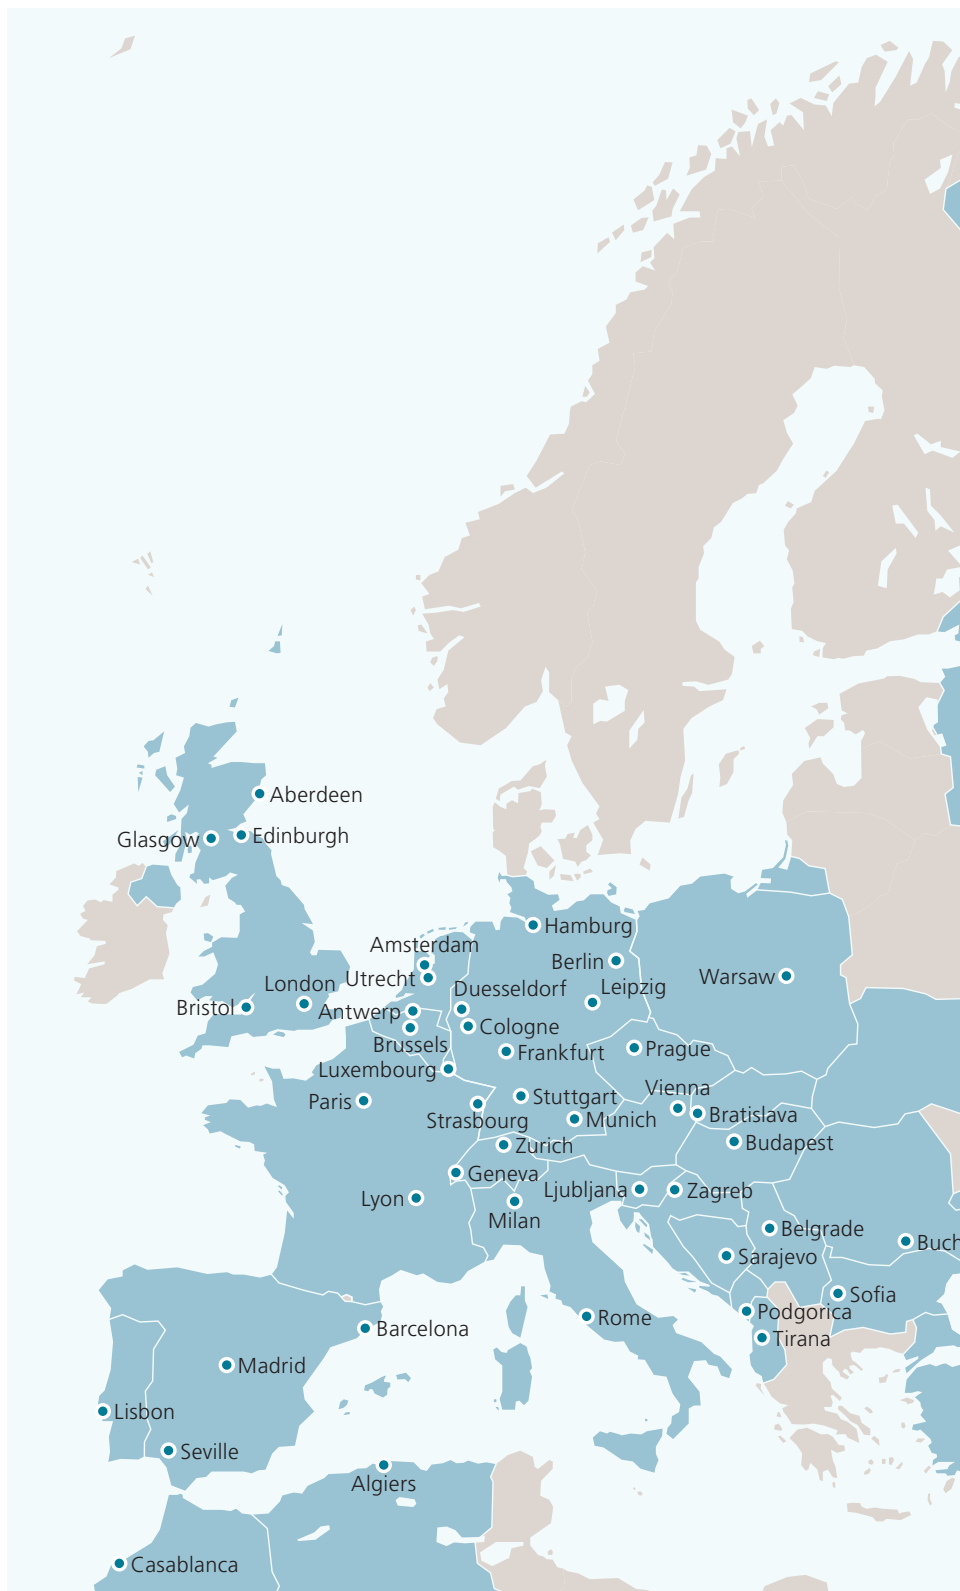 Aberdeen
Edinburgh
Glasgow
Hamburg
Amsterdam
Berlin
Utrecht
Warsaw
London
Duesseldorf
Leipzig
Bristol
Antwerp
Cologne
Brussels
Frankfurt
Prague
Luxembourg
Vienna
Paris
Stuttgart
Strasbourg
Munich
Bratislava
Zurich
Budapest
Geneva
Ljubljana
Zagreb
Lyon
Milan
Belgrade
Buch
Sarajevo
Sofia
Podgorica
Rome
Barcelona
Tirana
Madrid
Lisbon
Seville
Algiers
Casablanca